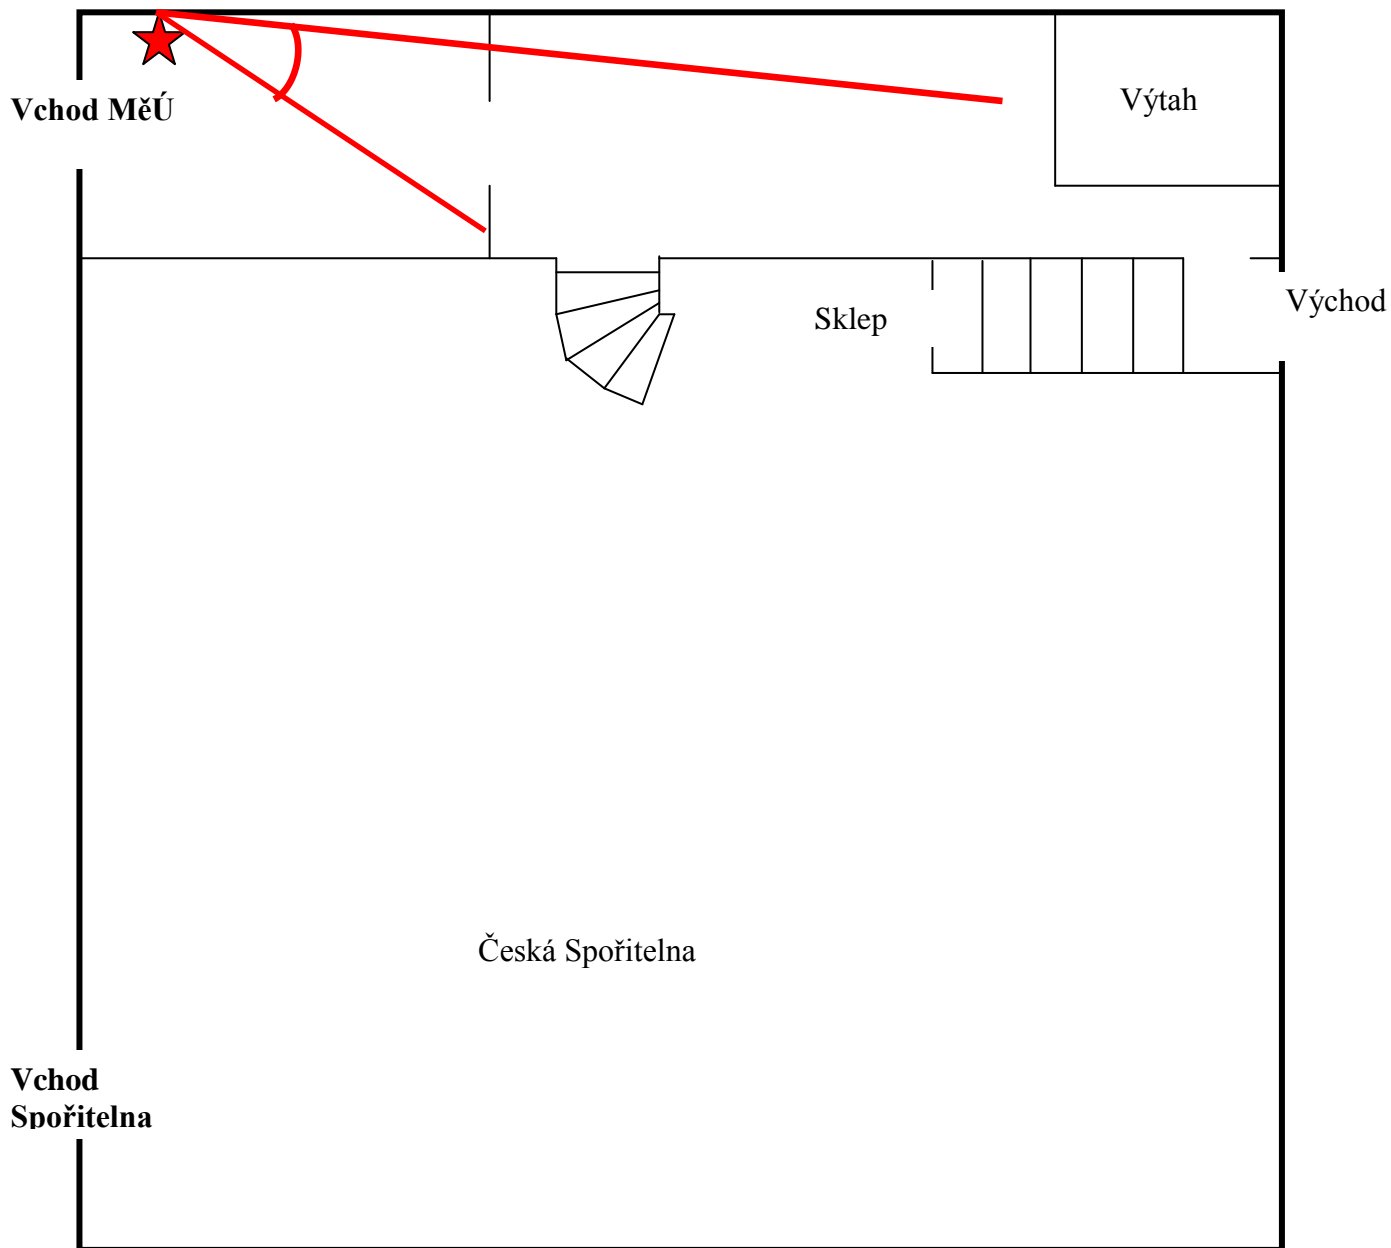 Výtah
Vchod MěÚ
Východ
Sklep
Česká Spořitelna
Vchod
Spořitelna